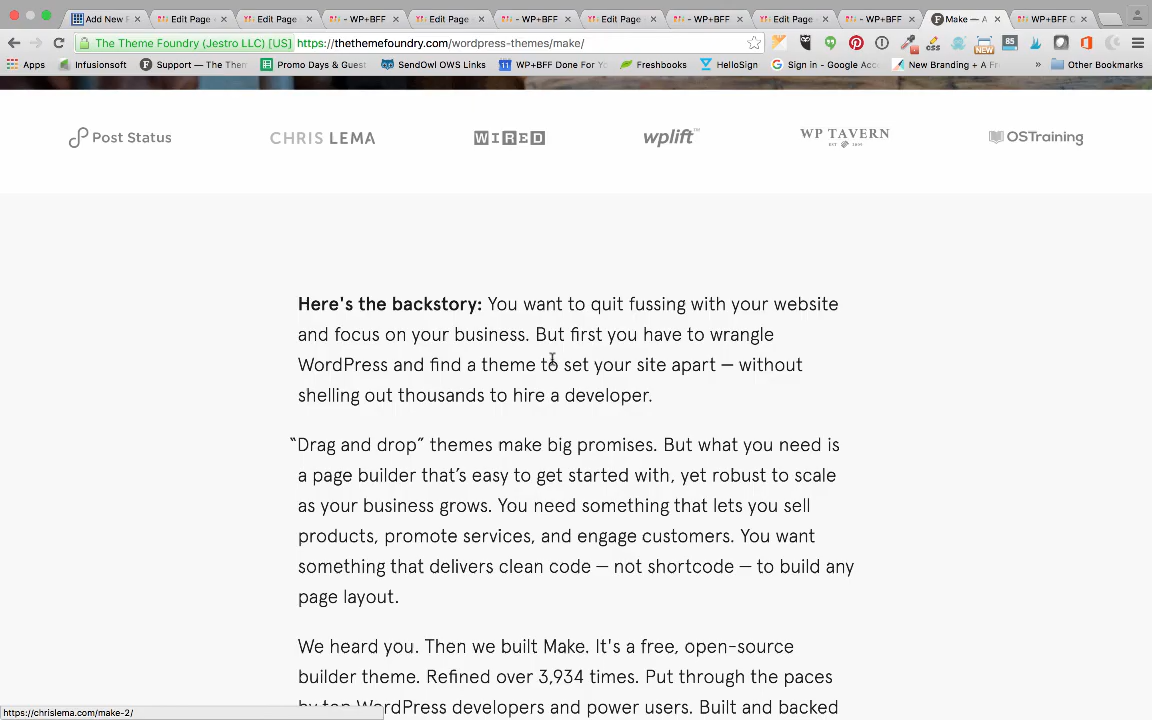 Add New P
Edit Page
Edit Page
- WP+BFF
Edit Page
- WP+BFF
Edit Page
- WP+BFF
Edit Page
- WP+BFF
Make — A
WP+BFF C
The Theme Foundry (Jestro LLC) [US]
https://thethemefoundry.com/wordpress-themes/make/
Apps
Infusionsoft
Support — The Them
Promo Days & Guest
SendOwl OWS Links
WP+BFF Done For Yo
Freshbooks
HelloSign
Sign in - Google Acc
New Branding + A Fr
»
Other Bookmarks
NEW
85
Post Status
CHRIS LEMA
WIRED
wplift™
WP TAVERN
OSTraining
Here's the backstory: You want to quit fussing with your website
and focus on your business. But first you have to wrangle
WordPress and find a theme to set your site apart — without
shelling out thousands to hire a developer.
“Drag and drop” themes make big promises. But what you need is
a page builder that’s easy to get started with, yet robust to scale
as your business grows. You need something that lets you sell
products, promote services, and engage customers. You want
something that delivers clean code — not shortcode — to build any
page layout.
We heard you. Then we built Make. It's a free, open-source
builder theme. Refined over 3,934 times. Put through the paces
by top WordPress developers and power users. Built and backed
https://chrislema.com/make-2/